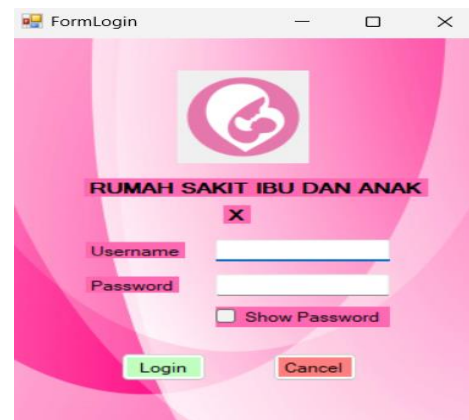 FormLogin
RUMAH SAKIT IBU DAN ANAK
X
Username
Password
Show Password
Login Cancel